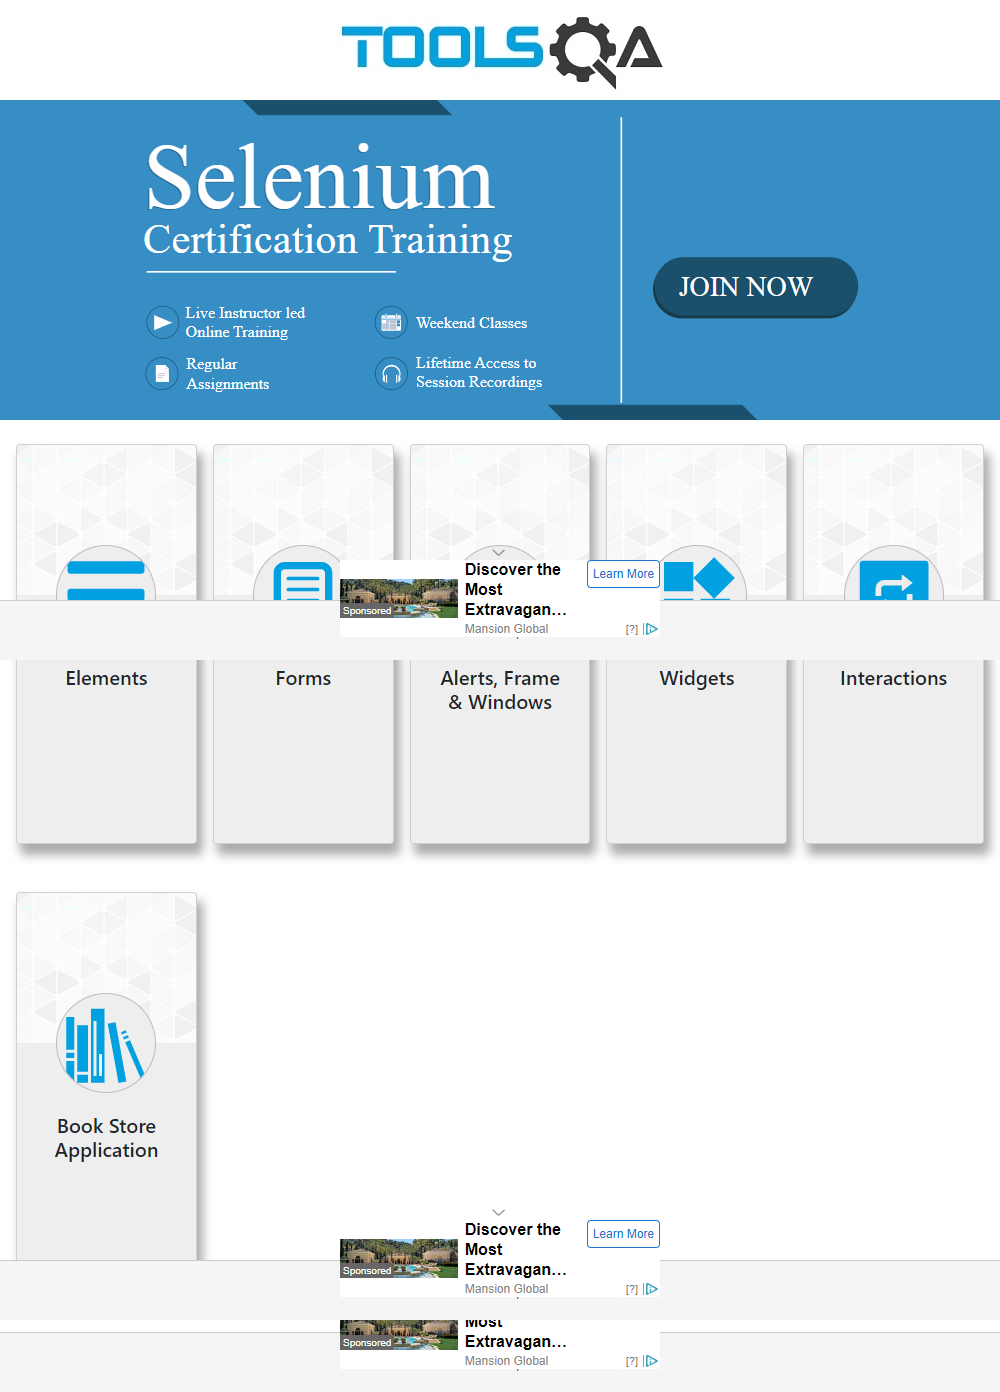 TOOLSQA
Selenium
Certification Training
JOIN NOW
Live Instructor led
Online Training
Weekend Classes
Regular
Assignments
Lifetime Access to
Session Recordings
Discover the
Most
Extravagan...
Learn More
Sponsored
Mansion Global
[?]
Elements
Forms
Alerts, Frame
& Windows
Widgets
Interactions
Book Store
Application
Discover the
Most
Extravagan...
Learn More
Sponsored
Mansion Global
[?]
Most
Extravagan...
Sponsored
Mansion Global
[?]